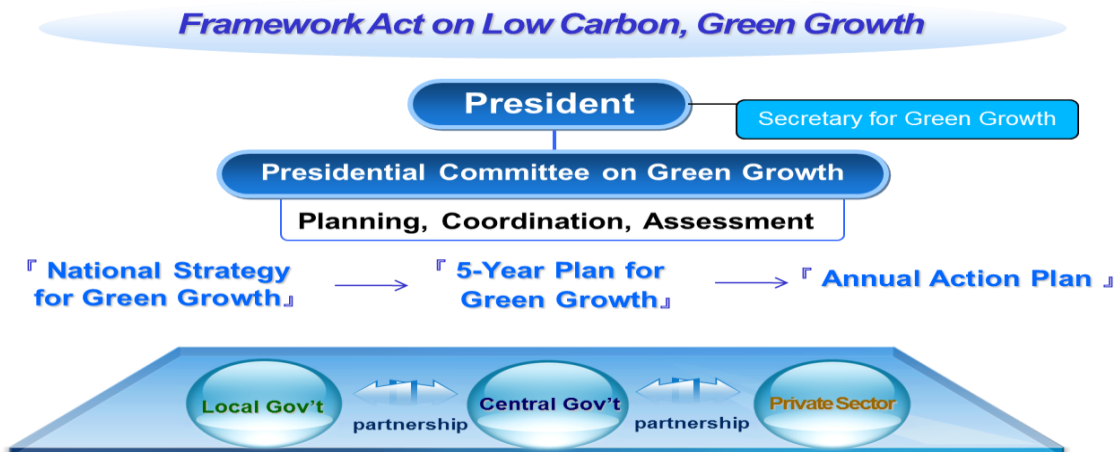 Framework Act on Low Carbon, Green Growth
President
Secretary for Green Growth
Presidential Committee on Green Growth
Planning, Coordination, Assessment
『 National Strategy
for Green Growth』
『 5-Year Plan for
Green Growth』
『 Annual Action Plan 』
Local Gov't
partnership
Central Gov't
partnership
Private Sector